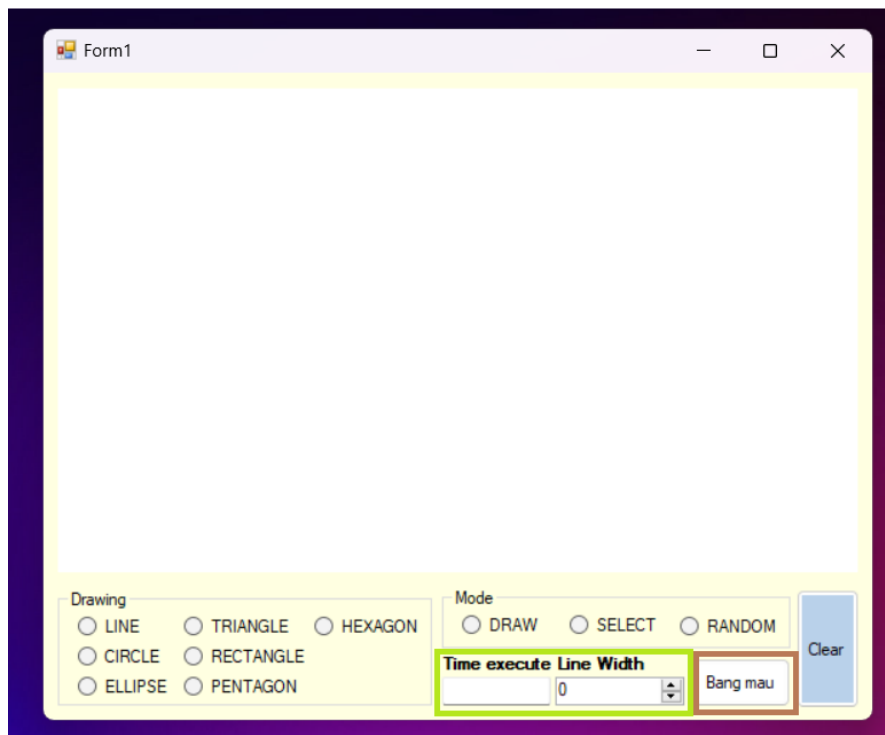 Form1
Drawing
LINE TRIANGLE HEXAGON
CIRCLE RECTANGLE
ELLIPSE PENTAGON
Mode
DRAW SELECT RANDOM
Time execute Line Width
0
Bang mau
Clear